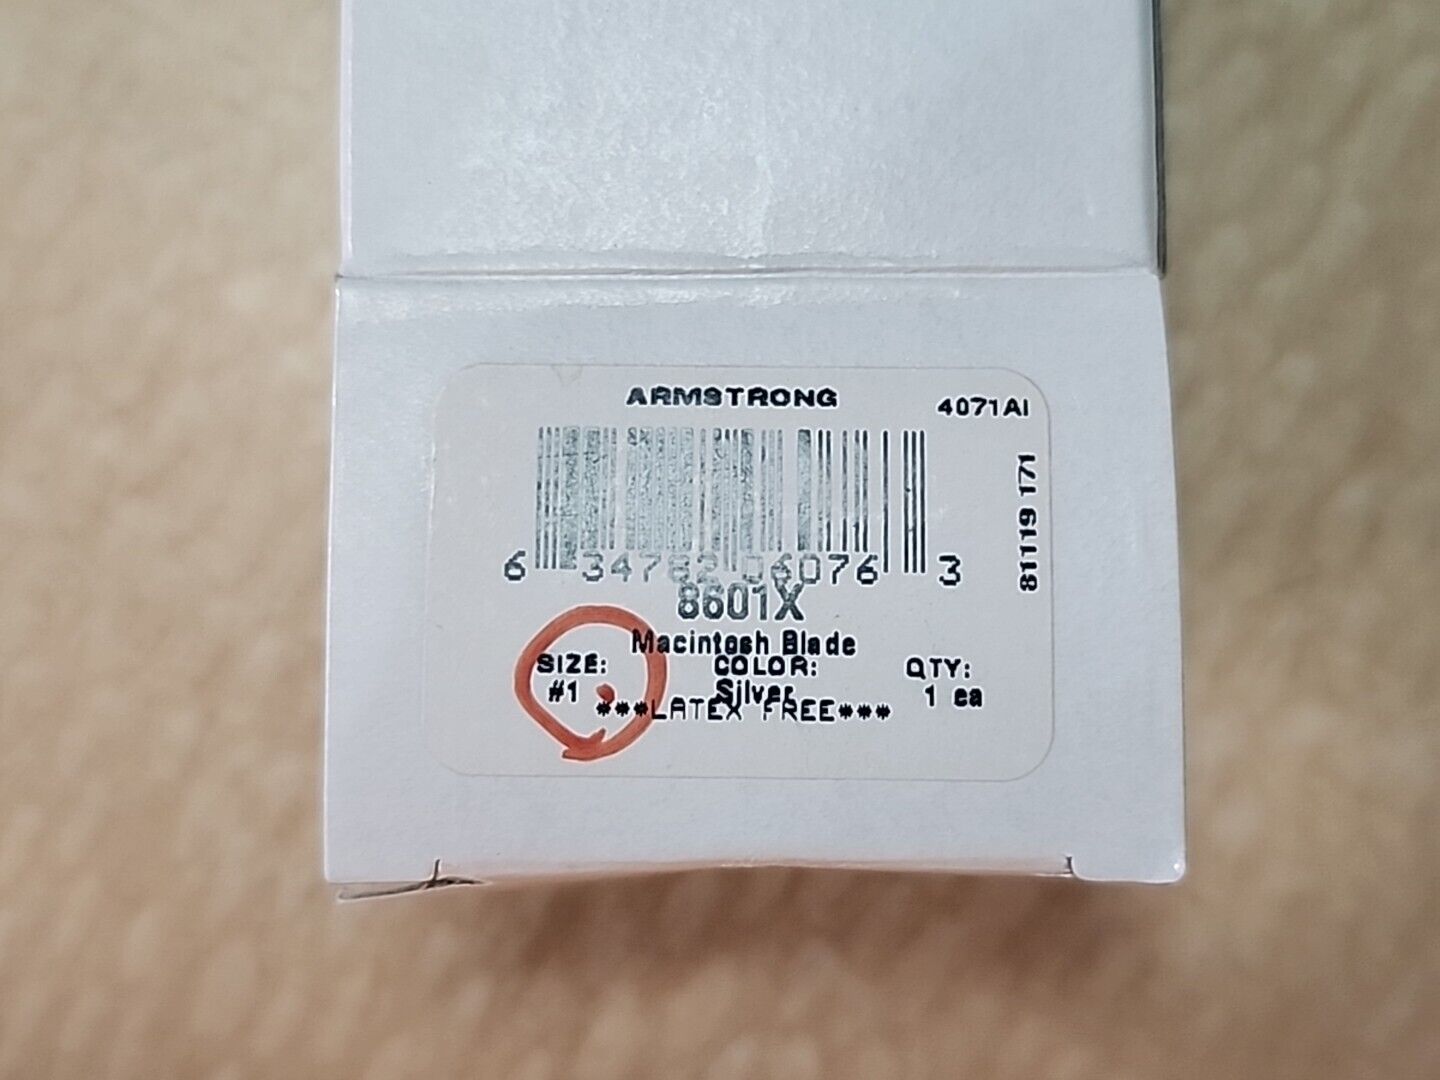 ARMSTRONG
4071AI
81119 171
6 34782 06076 3
8601X
Macintosh Blade
SIZE: COLOR: QTY:
#1 Silver 1 ea
***LATEX FREE***